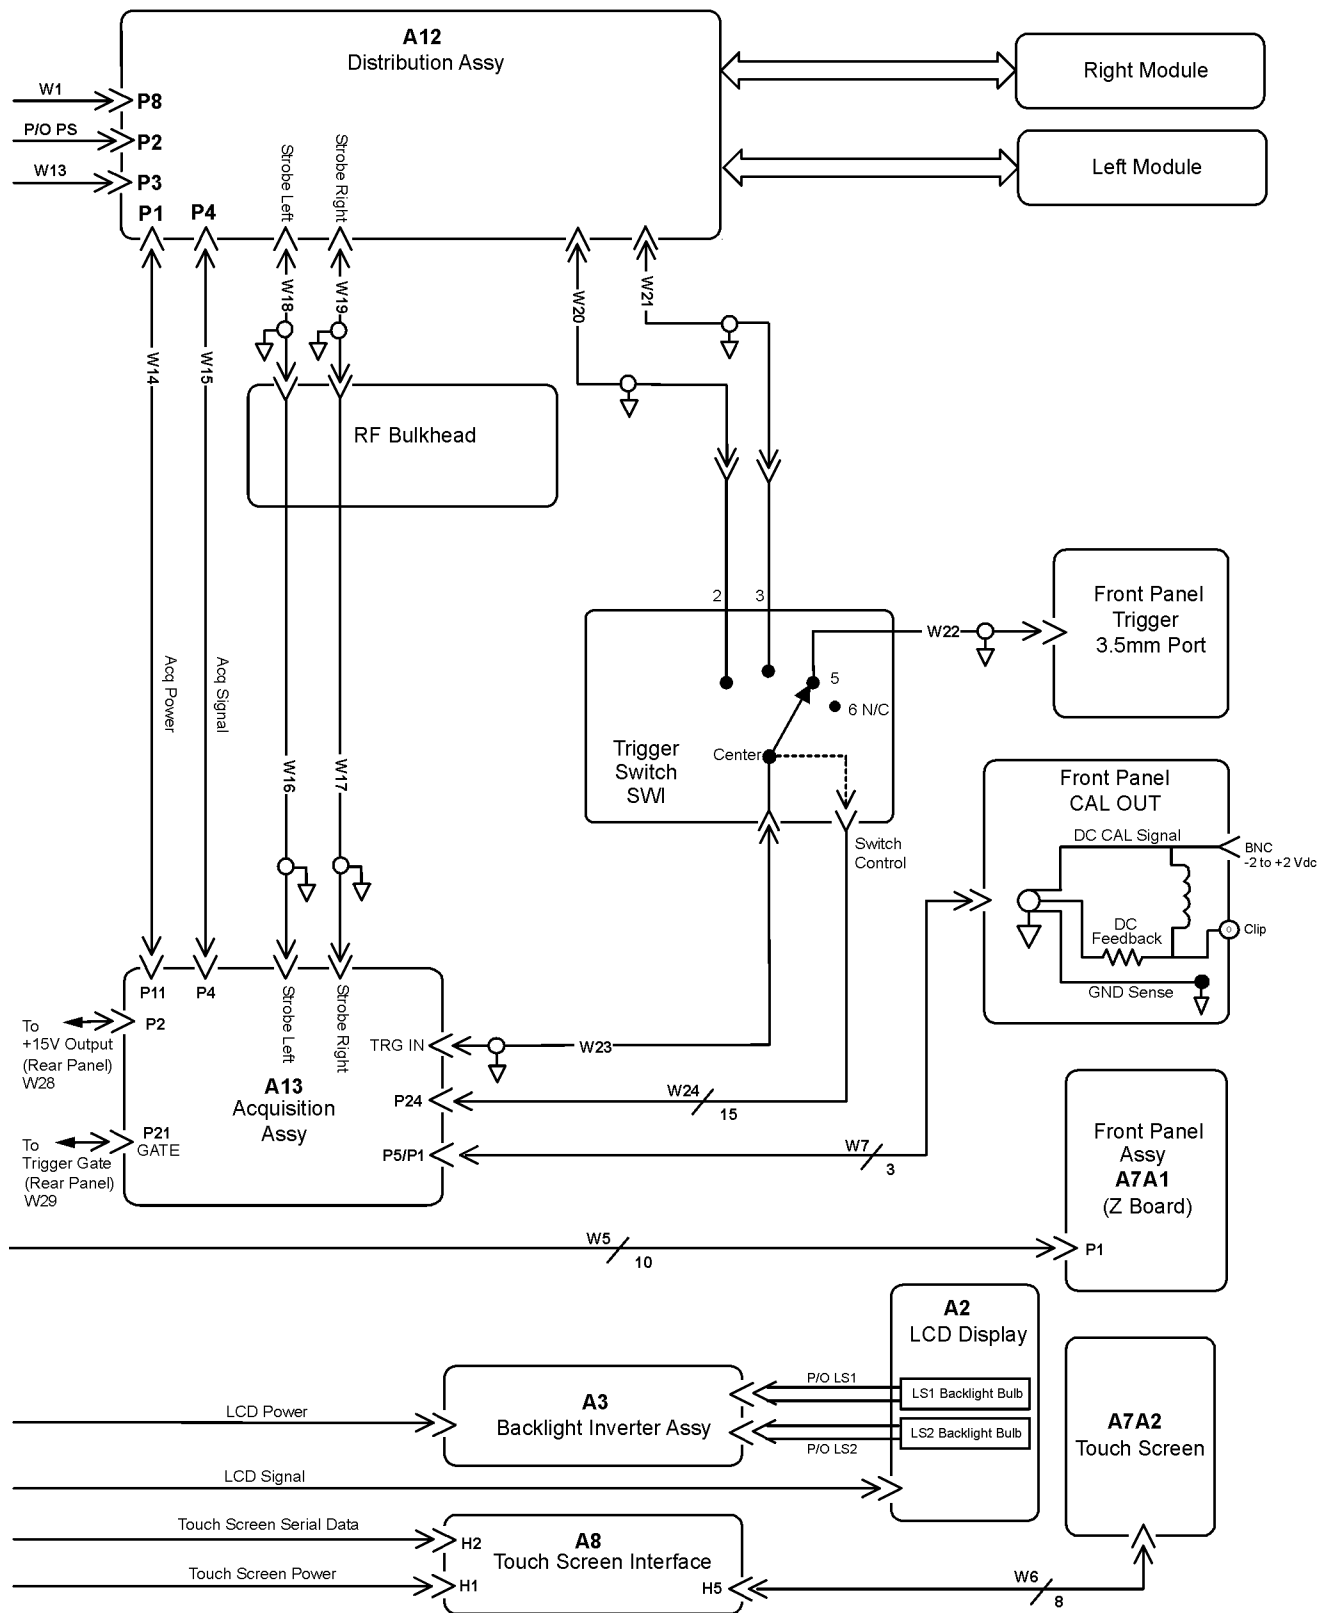 A12
Distribution Assy
Right Module
Left Module
W1
P8
P/O PS
P2
W13
P3
P1
P4
Strobe Left
Strobe Right
W18
W19
W20
W21
W14
W15
RF Bulkhead
2
3
Acq Power
Acq Signal
W16
W17
5
6 N/C
Center
Trigger
Switch
SWI
W22
Front Panel
Trigger
3.5mm Port
Switch
Control
Front Panel
CAL OUT
DC CAL Signal
BNC
-2 to +2 Vdc
DC
Feedback
Clip
GND Sense
P11
P4
Strobe Left
Strobe Right
P2
To
+15V Output
(Rear Panel)
W28
TRG IN
W23
A13
Acquisition
Assy
P24
W24
15
P21
GATE
To
Trigger Gate
(Rear Panel)
W29
P5/P1
W7
3
Front Panel
Assy
A7A1
(Z Board)
P1
W5
10
A2
LCD Display
P/O LS1
LS1 Backlight Bulb
LS2 Backlight Bulb
P/O LS2
A3
Backlight Inverter Assy
LCD Power
LCD Signal
A7A2
Touch Screen
Touch Screen Serial Data
H2
A8
Touch Screen Interface
Touch Screen Power
H1
H5
W6
8